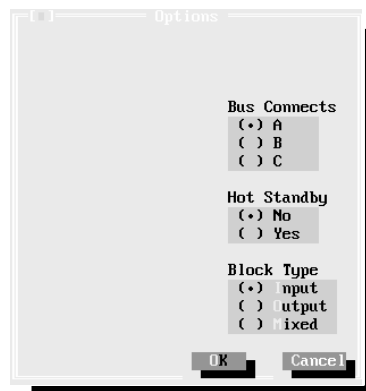 [■] Options
Bus Connects
(•) A
( ) B
( ) C
Hot Standby
(•) No
( ) Yes
Block Type
(•) Input
( ) Output
( ) Mixed
OK Cancel